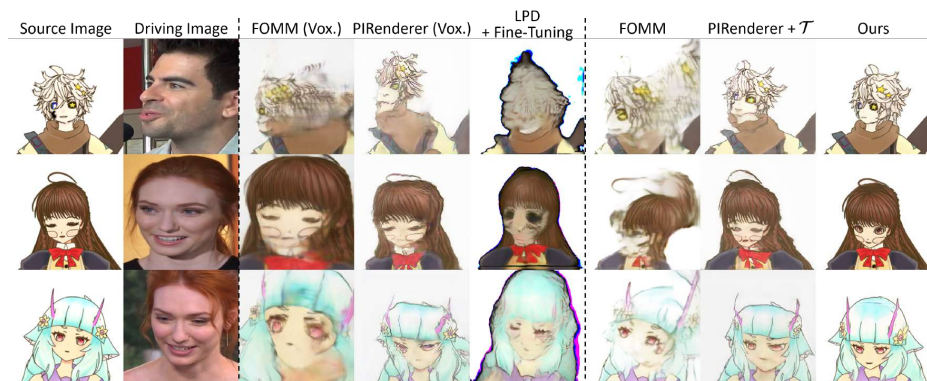 Source Image Driving Image FOMM (Vox.) PIRenderer (Vox.) LPD FOMM PIRenderer + 𝒯 Ours
+ Fine-Tuning